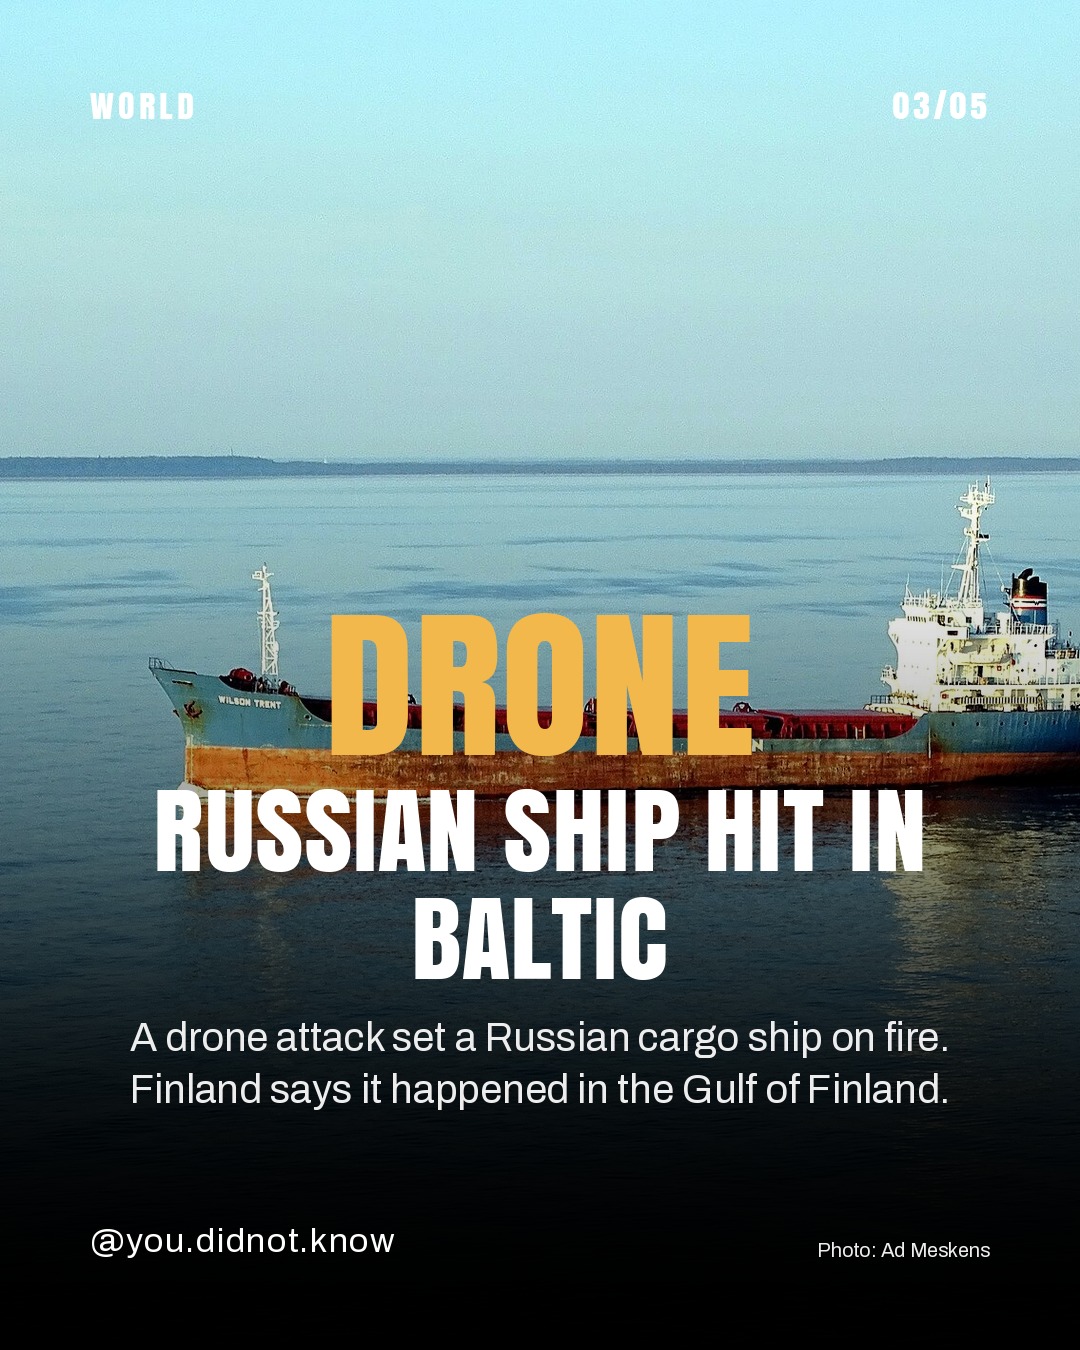 WORLD
03/05
WILSON TRENT
DRONE
RUSSIAN SHIP HIT IN
BALTIC
A drone attack set a Russian cargo ship on fire.
Finland says it happened in the Gulf of Finland.
@you.didnot.know
Photo: Ad Meskens